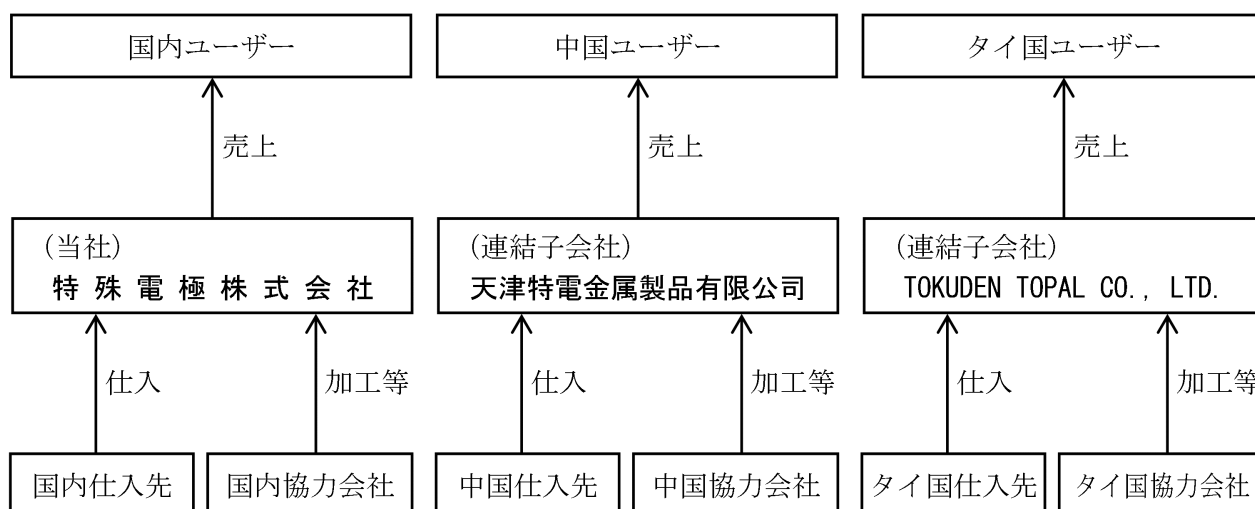 国内ユーザー
中国ユーザー
タイ国ユーザー
売上
売上
売上
(当社)
特殊電極株式会社
(連結子会社)
天津特電金属製品有限公司
(連結子会社)
TOKUDEN TOPAL CO., LTD.
仕入
加工等
仕入
加工等
仕入
加工等
国内仕入先
国内協力会社
中国仕入先
中国協力会社
タイ国仕入先
タイ国協力会社